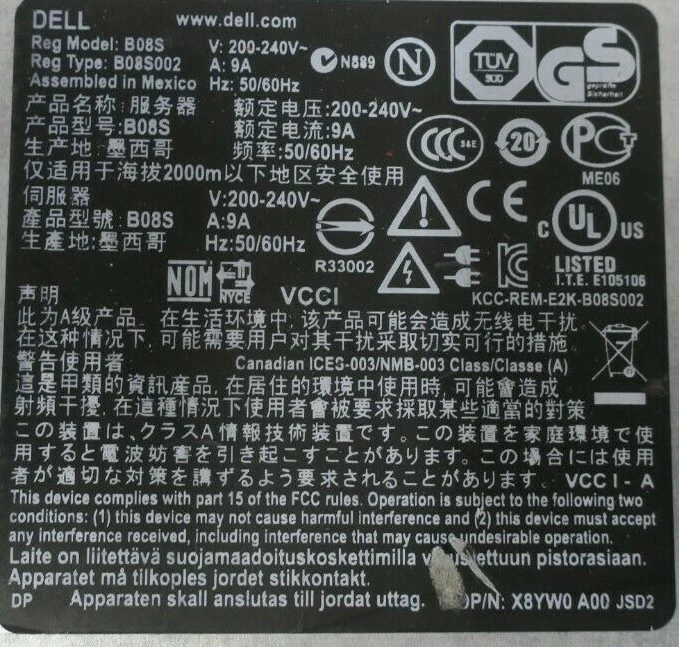 DELL www.dell.com
Reg Model: B08S V: 200-240V~ N889 N TÜV SÜD GS geprüfte Sicherheit
Reg Type: B08S002 A: 9A
Assembled in Mexico Hz: 50/60Hz
产品名称: 服务器 额定电压:200-240V~
产品型号:B08S 额定电流:9A CCC S&E 20 PCT
生产地:墨西哥 频率:50/60Hz ME06
仅适用于海拔2000m以下地区安全使用
伺服器 V:200-240V~ CE
產品型號:B08S A:9A C UL US
生產地:墨西哥 Hz:50/60Hz R33002 LISTED
I.T.E. E105106
NOM NYCE VCCI KCC-REM-E2K-B08S002
声明
此为A级产品. 在生活环境中,该产品可能会造成无线电干扰.
在这种情况下,可能需要用户对其干扰采取切实可行的措施.
警告使用者 Canadian ICES-003/NMB-003 Class/Classe (A)
這是甲類的資訊產品,在居住的環境中使用時,可能會造成
射頻干擾,在這種情況下使用者會被要求採取某些適當的對策
この装置は、クラスA情報技術装置です。この装置を家庭環境で使
用すると電波妨害を引き起こすことがあります。この場合には使用
者が適切な対策を講ずるよう要求されることがあります。 VCCI-A
This device complies with part 15 of the FCC rules. Operation is subject to the following two
conditions: (1) this device may not cause harmful interference and (2) this device must accept
any interference received, including interference that may cause undesirable operation.
Laite on liitettävä suojamaadoituskoskettimilla pistorasiaan.
Apparatet må tilkoples jordet stikkontakt.
DP Apparaten skall anslutas till jordat uttag. DP/N: X8YW0 A00 JSD2